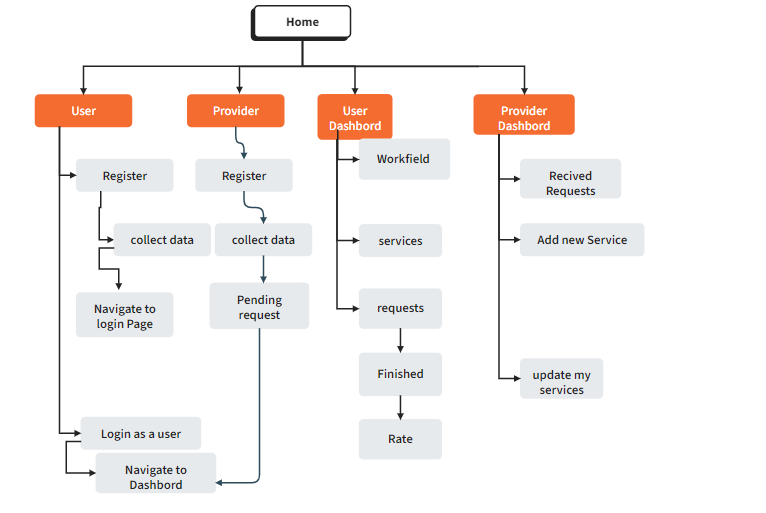 Home
User
Provider
User
Dashbord
Provider
Dashbord
Register
Register
Workfield
Recived
Requests
collect data
collect data
services
Add new Service
Navigate to
login Page
Pending
request
requests
Finished
update my
services
Login as a user
Rate
Navigate to
Dashbord